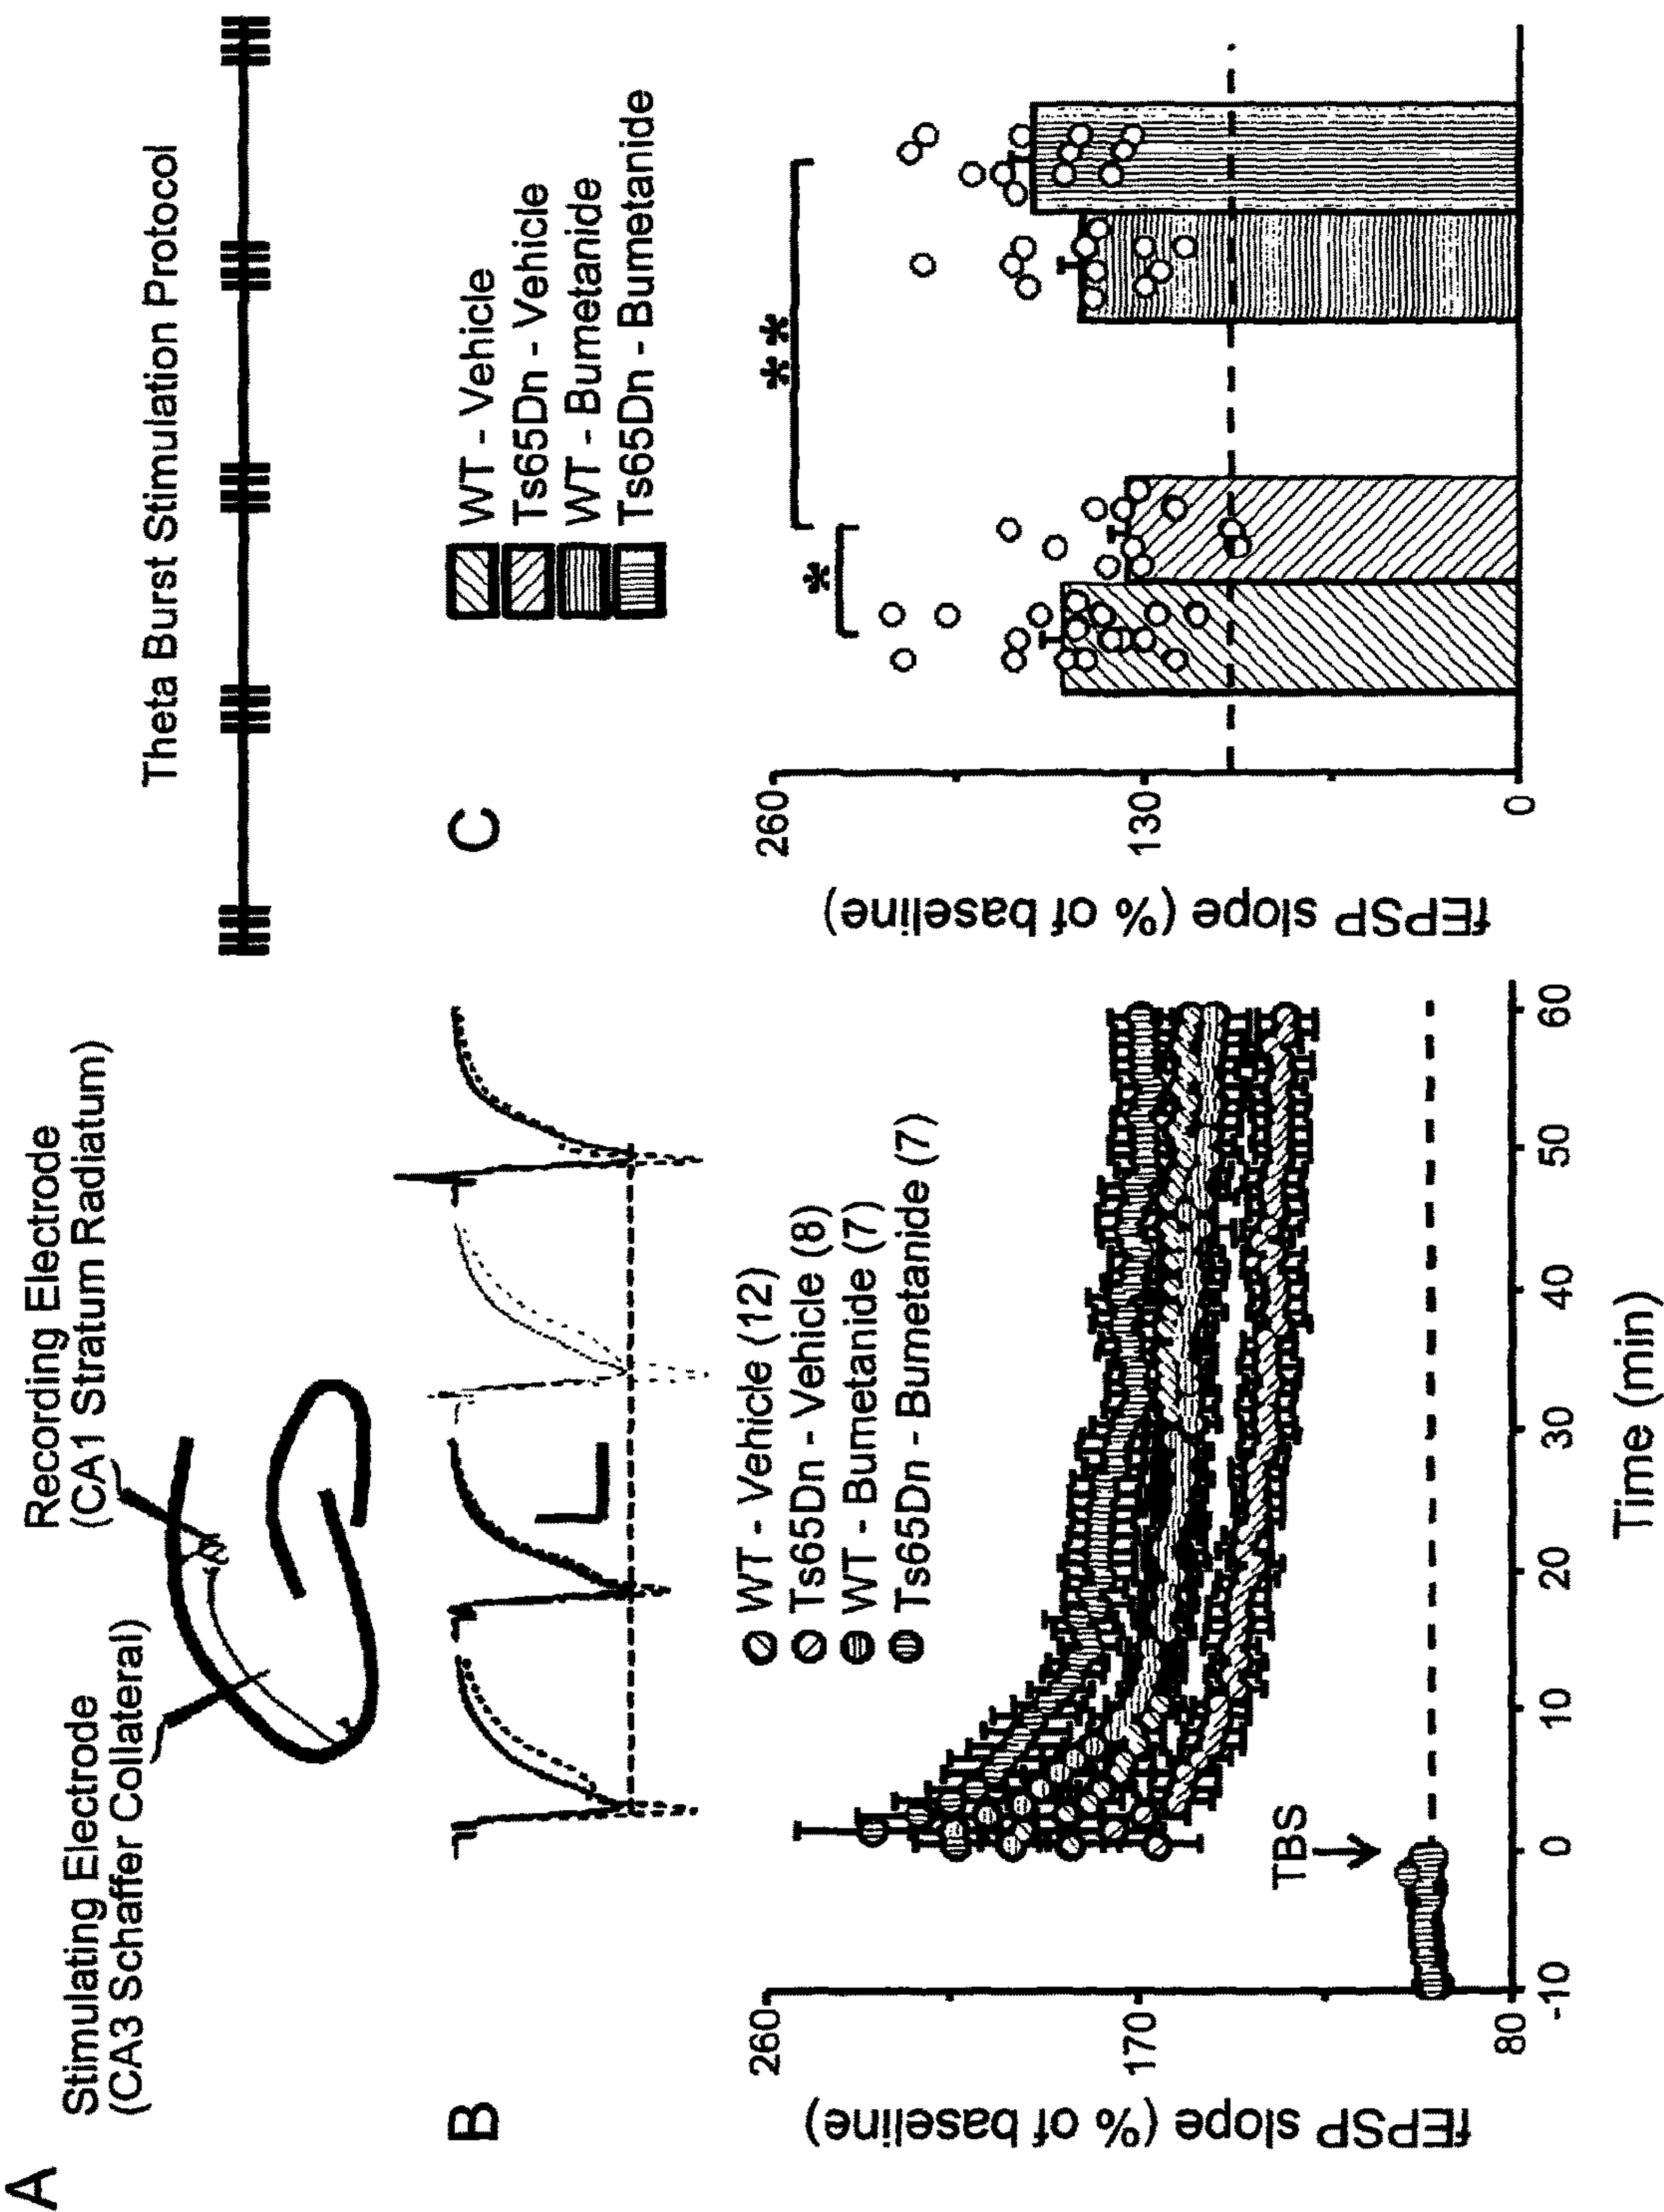 A
Stimulating Electrode
(CA3 Schaffer Collateral)
Recording Electrode
(CA1 Stratum Radiatum)
Theta Burst Stimulation Protocol
B
WT - Vehicle (12)
Ts65Dn - Vehicle (8)
WT - Bumetanide (7)
Ts65Dn - Bumetanide (7)
fEPSP slope (% of baseline)
260
170
80
TBS
-10 0 10 20 30 40 50 60
Time (min)
C
WT - Vehicle
Ts65Dn - Vehicle
WT - Bumetanide
Ts65Dn - Bumetanide
fEPSP slope (% of baseline)
260
130
0
*
**